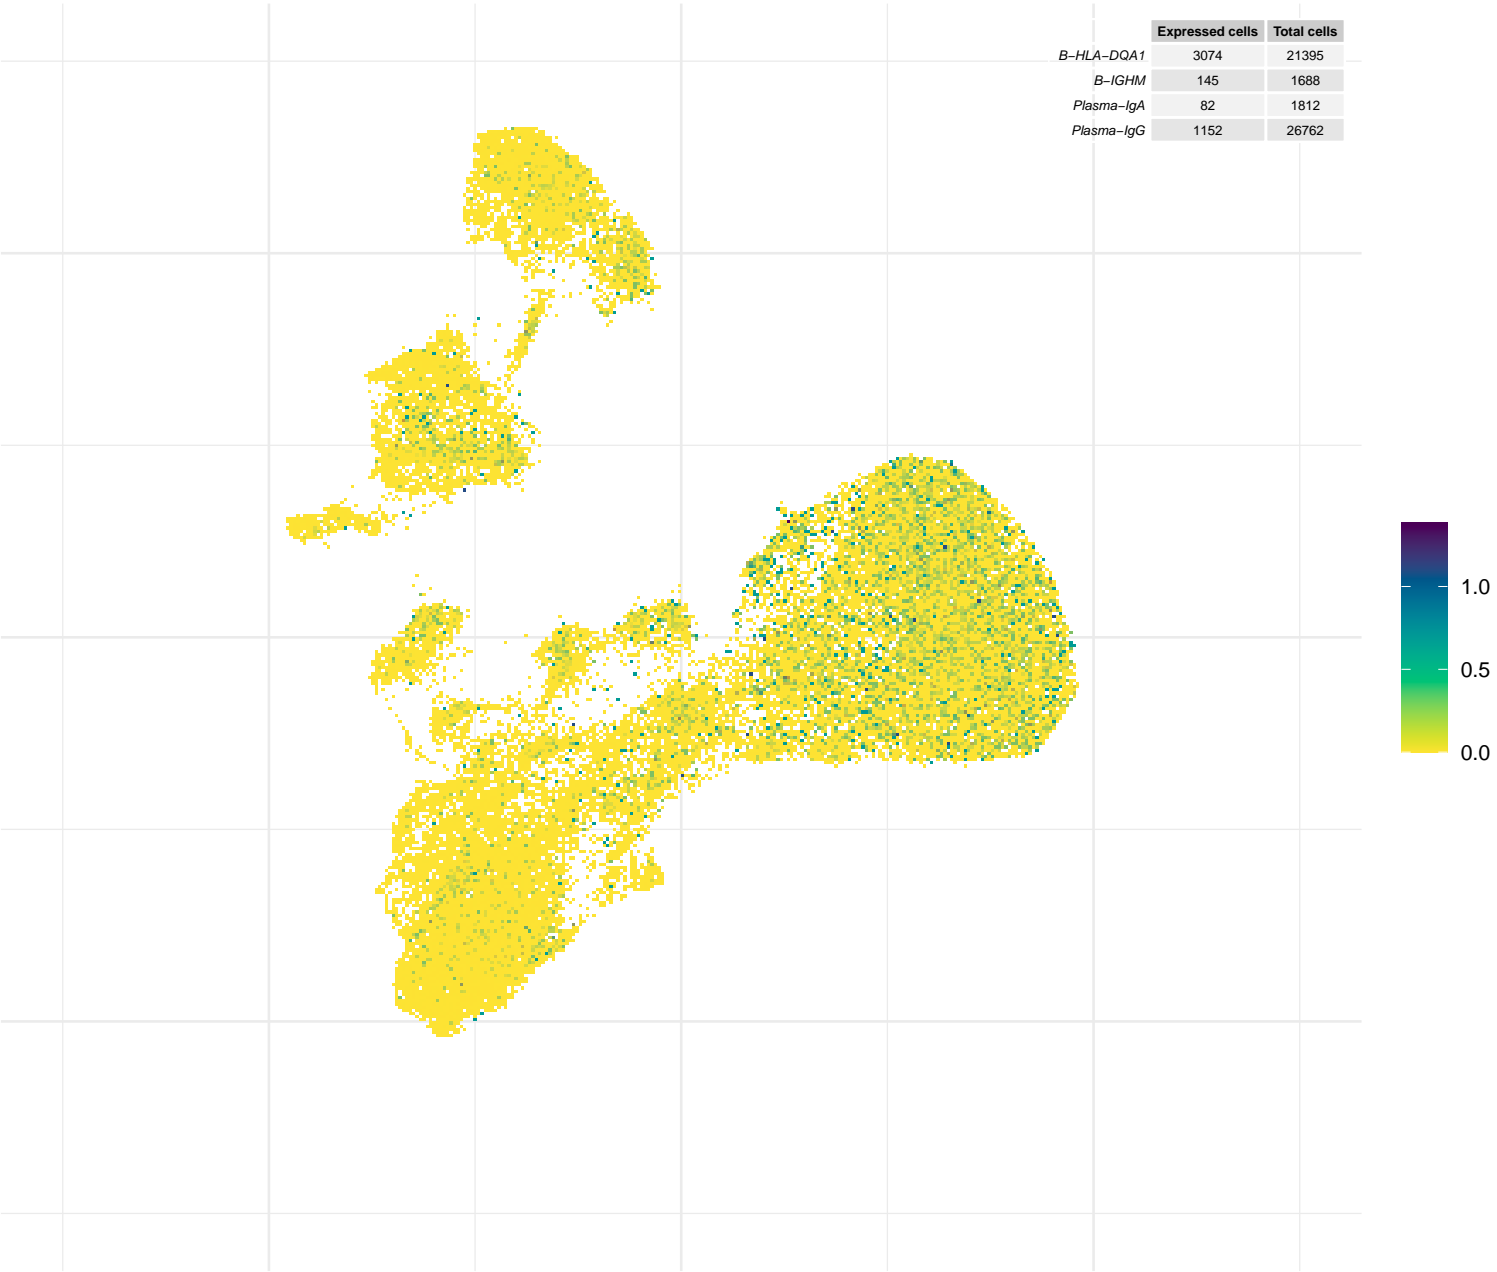 Expressed cells Total cells
B−HLA−DQA1 3074 21395
B−IGHM 145 1688
Plasma−IgA 82 1812
Plasma−IgG 1152 26762
1.0
0.5
0.0